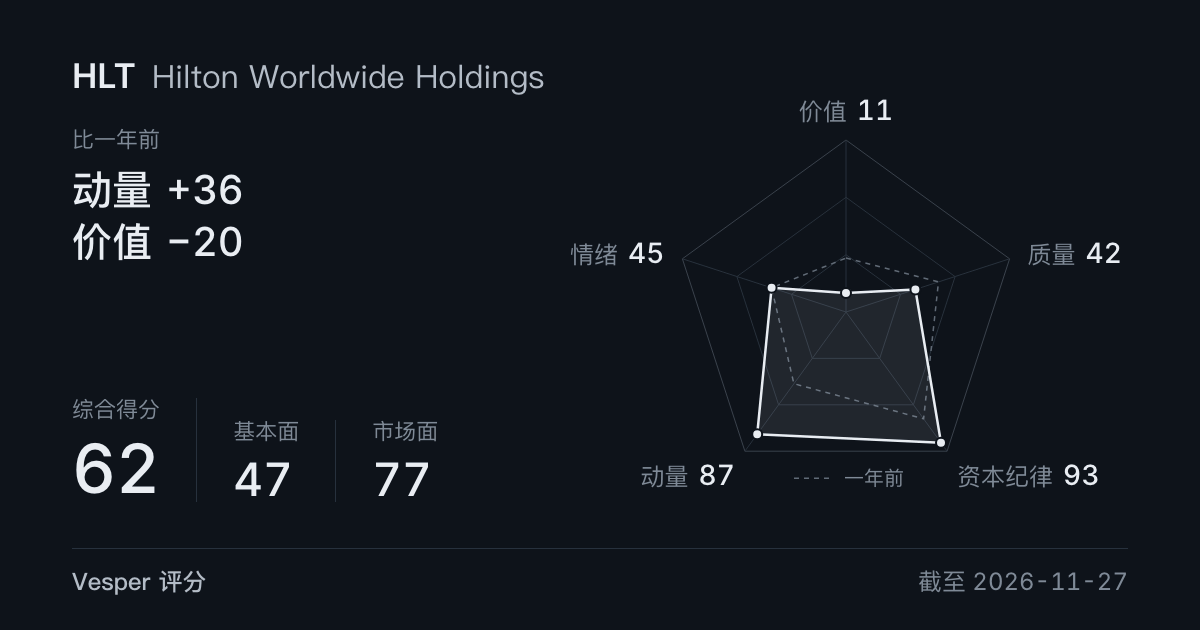 HLT Hilton Worldwide Holdings
比一年前
动量 +36
价值 −20
综合得分
62
基本面
47
市场面
77
价值 11
情绪 45
质量 42
动量 87
一年前
资本纪律 93
Vesper 评分
截至 2026-11-27